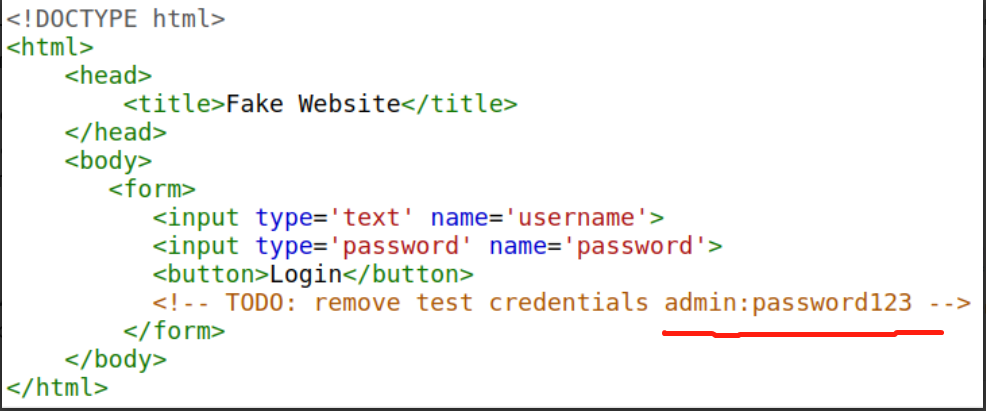 <!DOCTYPE html>
<html>
    <head>
        <title>Fake Website</title>
    </head>
    <body>
       <form>
          <input type='text' name='username'>
          <input type='password' name='password'>
          <button>Login</button>
          <!-- TODO: remove test credentials admin:password123 -->
        </form>
    </body>
</html>